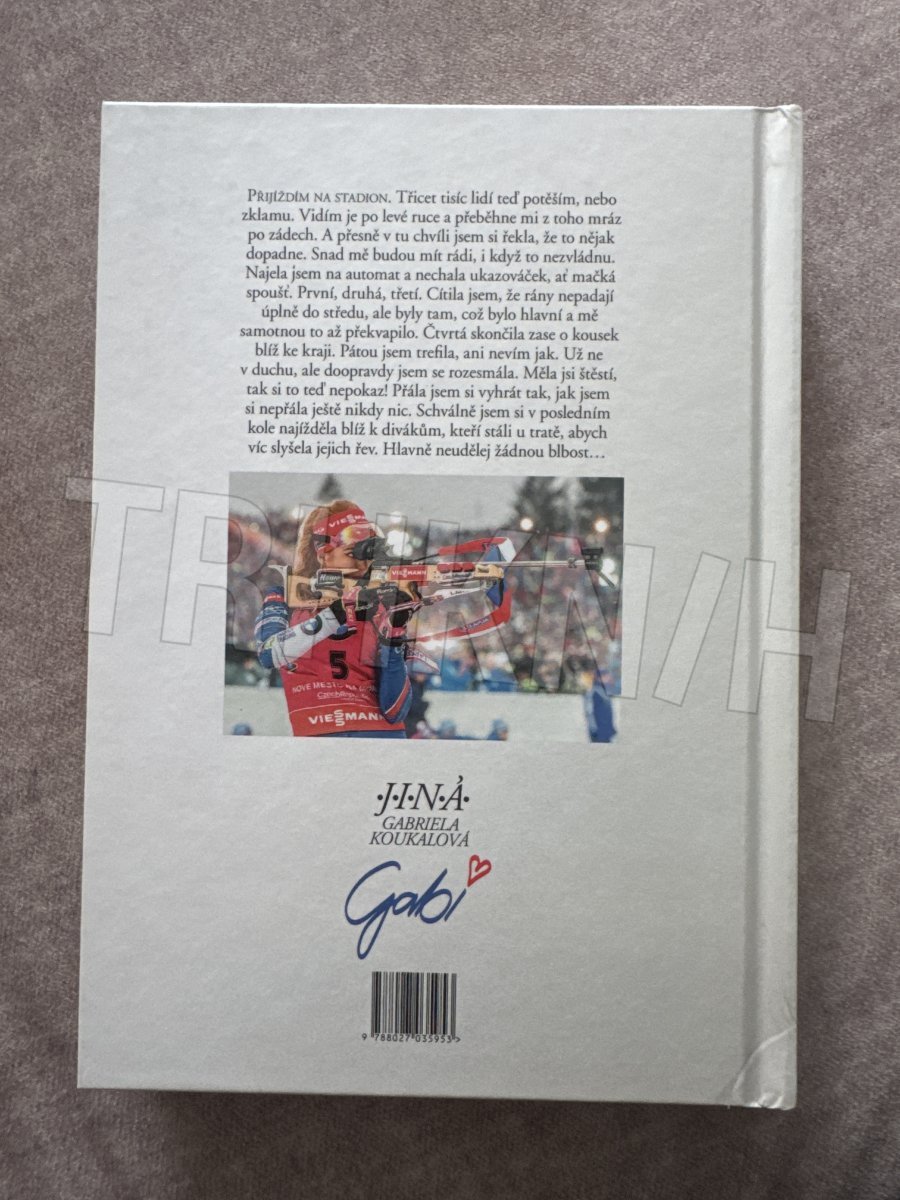 PŘIJÍŽDÍM NA STADION. Třicet tisíc lidí teď potěším, nebo
zklamu. Vidím je po levé ruce a přeběhne mi z toho mráz
po zádech. A přesně v tu chvíli jsem si řekla, že to nějak
dopadne. Snad mě budou mít rádi, i když to nezvládnu.
Najela jsem na automat a nechala ukazováček, ať mačká
spoušť. První, druhá, třetí. Cítila jsem, že rány nepadají
úplně do středu, ale byly tam, což bylo hlavní a mě
samotnou to až překvapilo. Čtvrtá skončila zase o kousek
blíž ke kraji. Pátou jsem trefila, ani nevím jak. Už ne
v duchu, ale doopravdy jsem se rozesmála. Měla jsi štěstí,
tak si to teď nepokaz! Přála jsem si vyhrát tak, jak jsem
si nepřála ještě nikdy nic. Schválně jsem si v posledním
kole najížděla blíž k divákům, kteří stáli u tratě, abych
víc slyšela jejich řev. Hlavně neudělej žádnou blbost…
TRHKNIH
VIESMANN
VIESMANN
5
NOVÉ MĚSTO NA
VIESMANN
·J·I·N·Á·
GABRIELA
KOUKALOVÁ
Gabi
9 788027 035953>